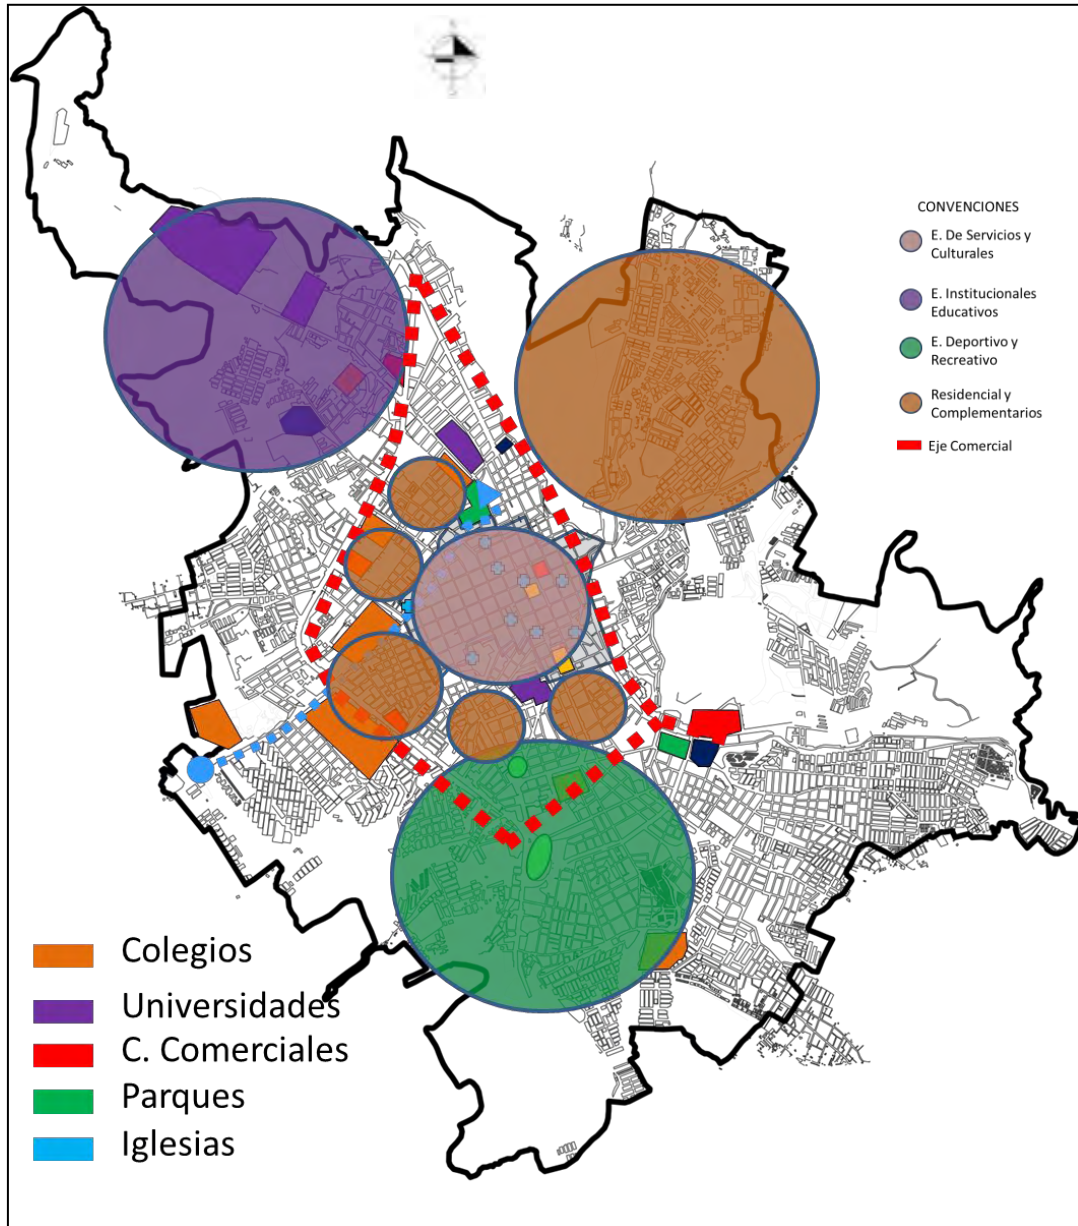 CONVENCIONES
E. De Servicios y
Culturales
E. Institucionales
Educativos
E. Deportivo y
Recreativo
Residencial y
Complementarios
Eje Comercial
Colegios
Universidades
C. Comerciales
Parques
Iglesias